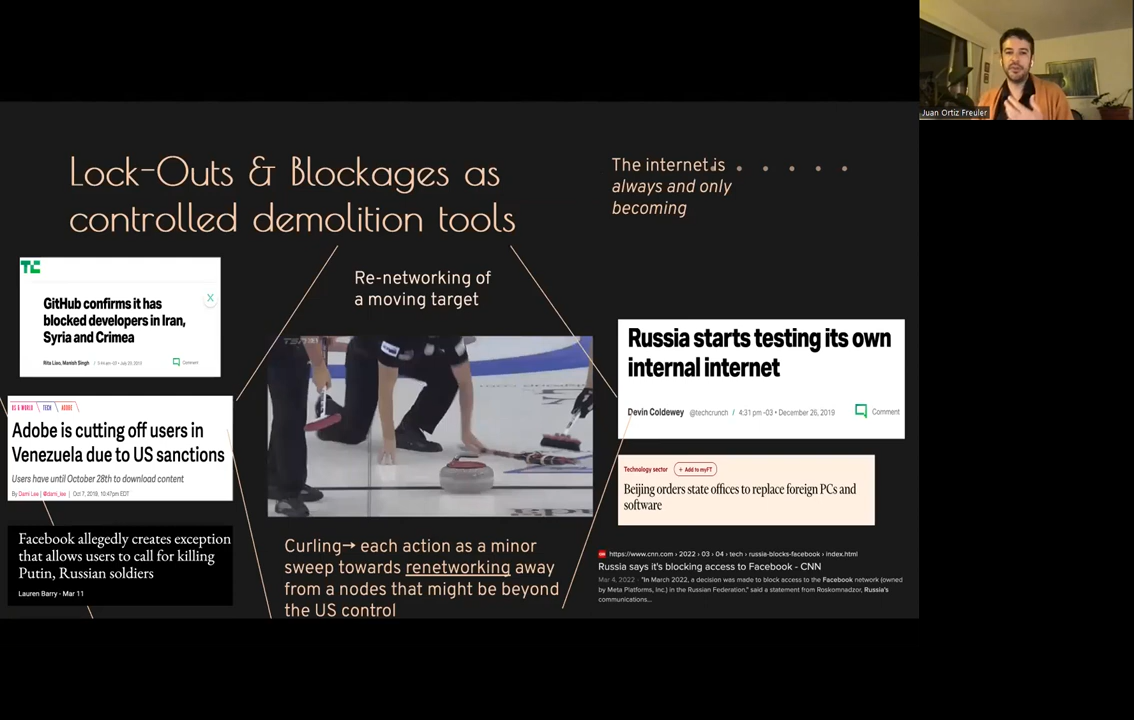 Juan Ortiz Freuler
Lock-Outs & Blockages as
controlled demolition tools
The internet is
always and only
becoming
Re-networking of
a moving target
TC
GitHub confirms it has
blocked developers in Iran,
Syria and Crimea
Rita Liao, Manish Singh
Comment
X
US & WORLD \ TECH \ ADOBE
Adobe is cutting off users in
Venezuela due to US sanctions
Users have until October 28th to download content
By Dami Lee | @dami_lee | Oct 7, 2019, 10:47pm EDT
Facebook allegedly creates exception
that allows users to call for killing
Putin, Russian soldiers
Lauren Barry - Mar 11
Curling→ each action as a minor
sweep towards renetworking away
from a nodes that might be beyond
the US control
Russia starts testing its own
internal internet
Devin Coldewey @techcrunch / 4:31 pm -03 • December 26, 2019 Comment
Technology sector + Add to myFT
Beijing orders state offices to replace foreign PCs and
software
https://www.cnn.com › 2022 › 03 › 04 › tech › russia-blocks-facebook › index.html
Russia says it's blocking access to Facebook - CNN
Mar 4, 2022 · "In March 2022, a decision was made to block access to the Facebook network (owned
by Meta Platforms, Inc.) in the Russian Federation," said a statement from Roskomnadzor, Russia's
communications...